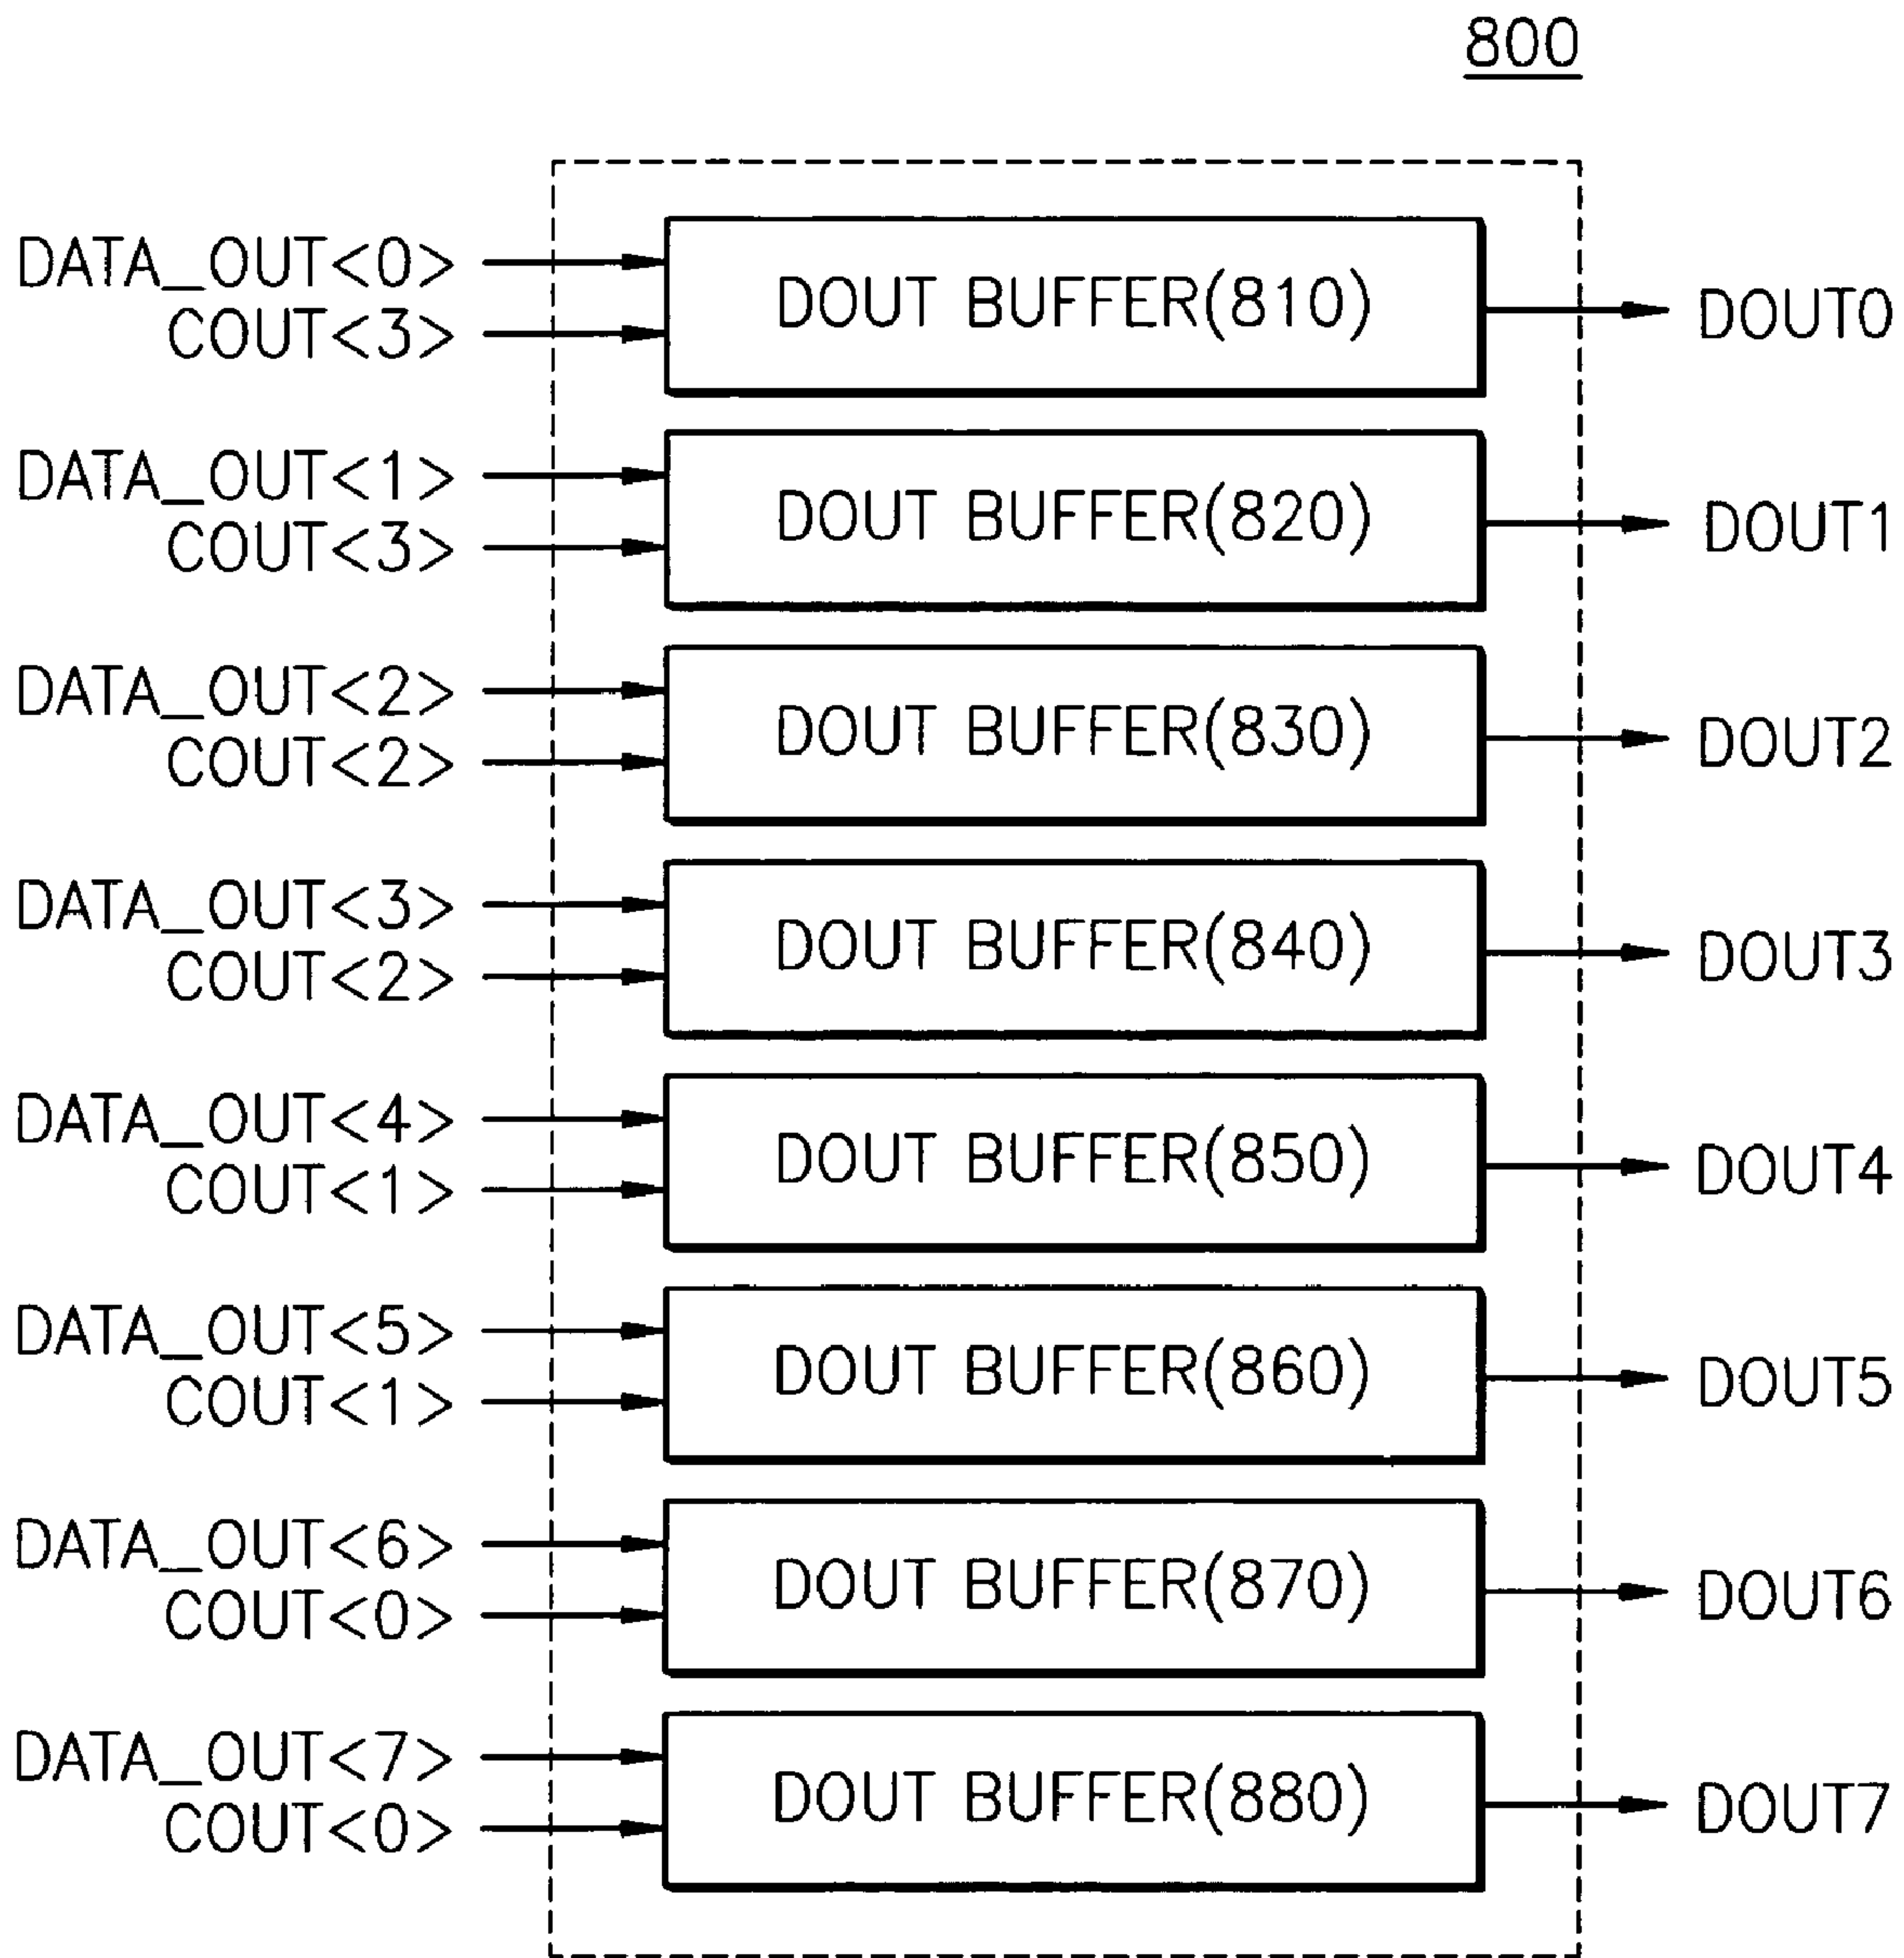 800
DATA_OUT<0>
COUT<3>
DOUT BUFFER(810)
DOUT0
DATA_OUT<1>
COUT<3>
DOUT BUFFER(820)
DOUT1
DATA_OUT<2>
COUT<2>
DOUT BUFFER(830)
DOUT2
DATA_OUT<3>
COUT<2>
DOUT BUFFER(840)
DOUT3
DATA_OUT<4>
COUT<1>
DOUT BUFFER(850)
DOUT4
DATA_OUT<5>
COUT<1>
DOUT BUFFER(860)
DOUT5
DATA_OUT<6>
COUT<0>
DOUT BUFFER(870)
DOUT6
DATA_OUT<7>
COUT<0>
DOUT BUFFER(880)
DOUT7